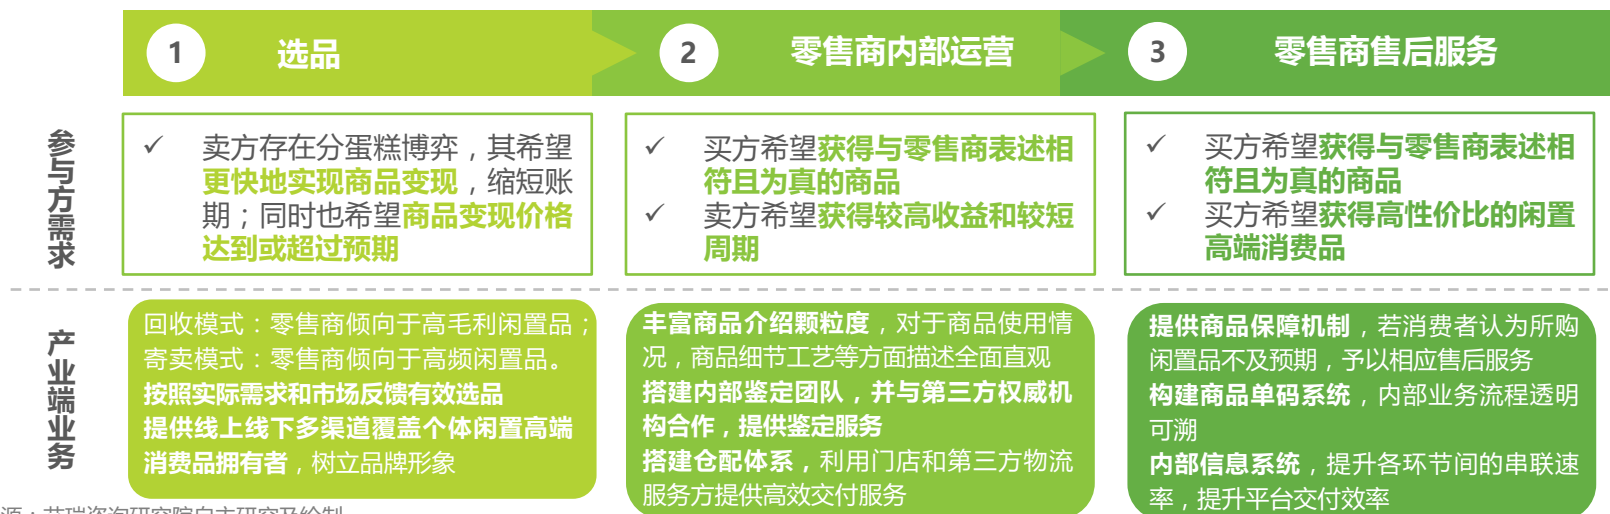 1 选品
2 零售商内部运营
3 零售商售后服务
参与方需求
✓ 卖方存在分蛋糕博弈，其希望
更快地实现商品变现，缩短账
期；同时也希望商品变现价格
达到或超过预期
✓ 买方希望获得与零售商表述相
符且为真的商品
✓ 卖方希望获得较高收益和较短
周期
✓ 买方希望获得与零售商表述相
符且为真的商品
✓ 买方希望获得高性价比的闲置
高端消费品
产业端业务
回收模式：零售商倾向于高毛利闲置品；
寄卖模式：零售商倾向于高频闲置品。
按照实际需求和市场反馈有效选品
提供线上线下多渠道覆盖个体闲置高端
消费品拥有者，树立品牌形象
丰富商品介绍颗粒度，对于商品使用情
况，商品细节工艺等方面描述全面直观
搭建内部鉴定团队，并与第三方权威机
构合作，提供鉴定服务
搭建仓配体系，利用门店和第三方物流
服务方提供高效交付服务
提供商品保障机制，若消费者认为所购
闲置品不及预期，予以相应售后服务
构建商品单码系统，内部业务流程透明
可溯
内部信息系统，提升各环节间的串联速
率，提升平台交付效率
源：艾瑞咨询研究院自主研究及绘制